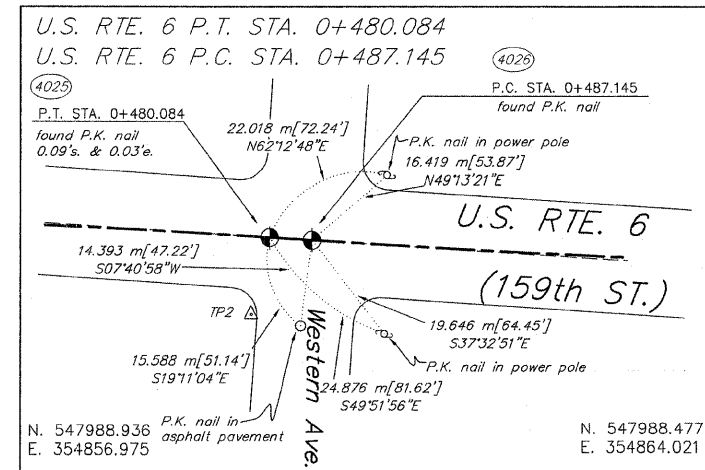 U.S. RTE. 6 P.T. STA. 0+480.084
U.S. RTE. 6 P.C. STA. 0+487.145
4025
4026
P.T. STA. 0+480.084
P.C. STA. 0+487.145
found P.K. nail
found P.K. nail
0.09's. & 0.03'e.
22.018 m[72.24']
N62°12'48"E
P.K. nail in power pole
16.419 m[53.87']
N49°13'21"E
U.S. RTE. 6
14.393 m[47.22']
S07°40'58"W
(159th ST.)
TP2
Western Ave.
19.646 m[64.45']
S37°32'51"E
15.588 m[51.14']
S19°11'04"E
P.K. nail in power pole
24.876 m[81.62']
S49°51'56"E
P.K. nail in
asphalt pavement
N. 547988.936
E. 354856.975
N. 547988.477
E. 354864.021